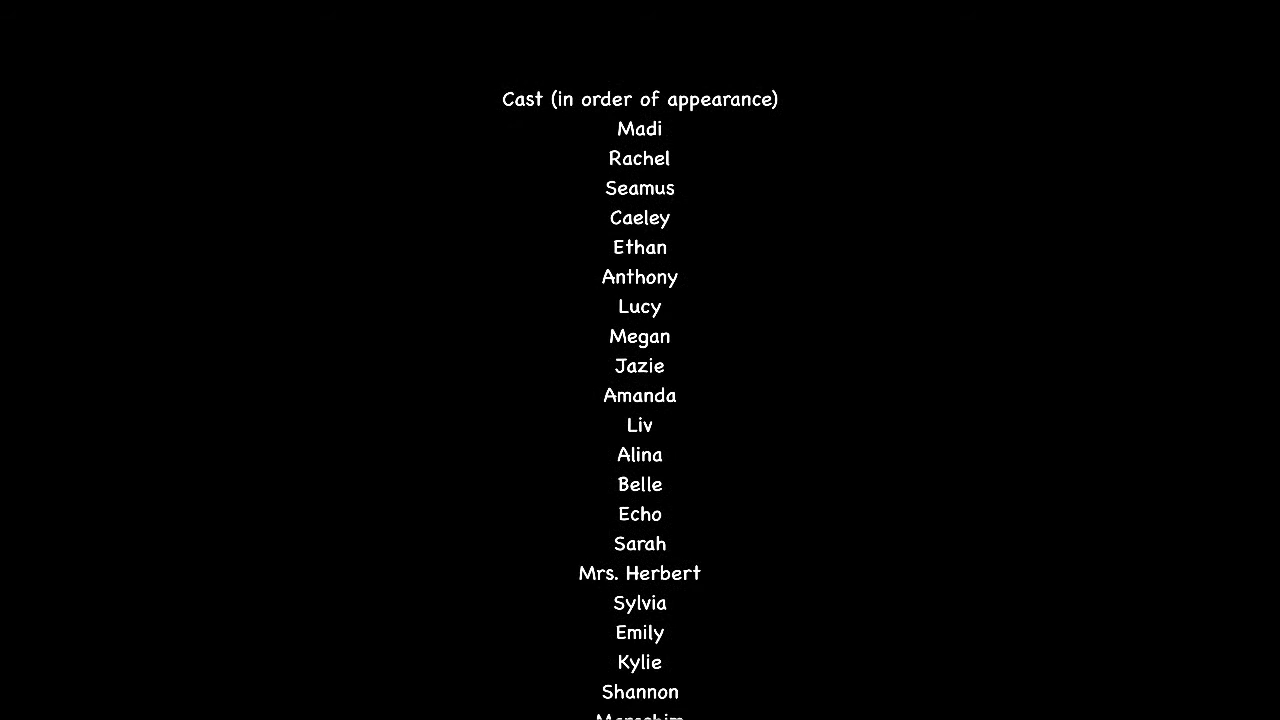 Cast (in order of appearance)
Madi
Rachel
Seamus
Caeley
Ethan
Anthony
Lucy
Megan
Jazie
Amanda
Liv
Alina
Belle
Echo
Sarah
Mrs. Herbert
Sylvia
Emily
Kylie
Shannon